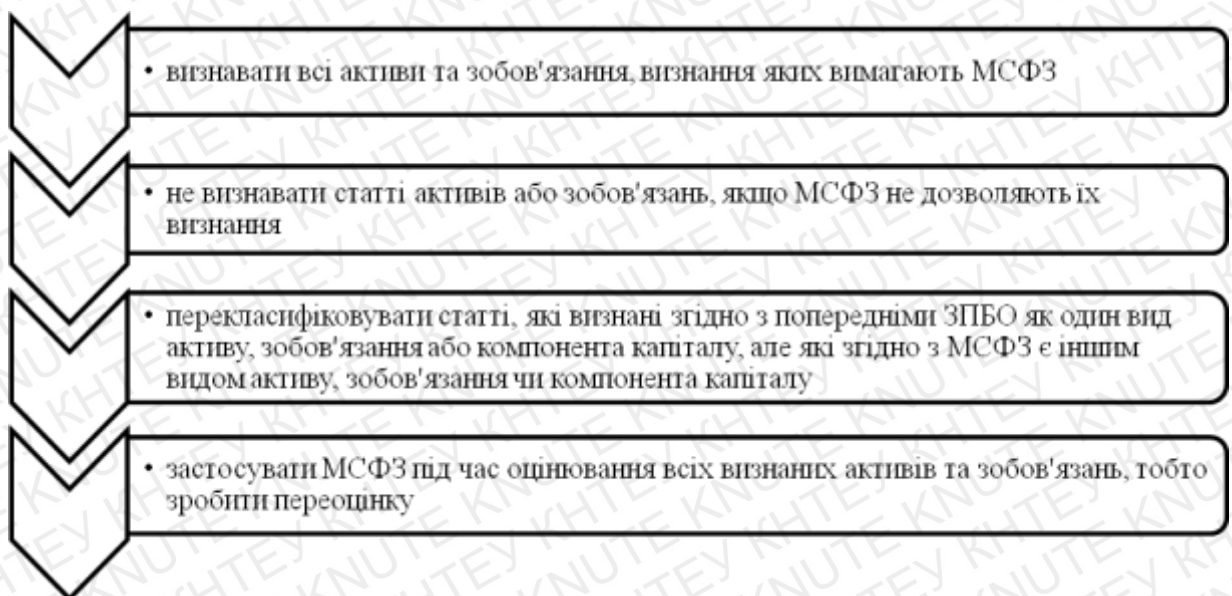 • визнавати всі активи та зобов'язання, визнання яких вимагають МСФЗ
• не визнавати статті активів або зобов'язань, якщо МСФЗ не дозволяють їх
визнання
• перекласифіковувати статті, які визнані згідно з попередніми ЗПБО як один вид
активу, зобов'язання або компонента капіталу, але які згідно з МСФЗ є іншим
видом активу, зобов'язання чи компонента капіталу
• застосувати МСФЗ під час оцінювання всіх визнаних активів та зобов'язань, тобто
зробити переоцінку